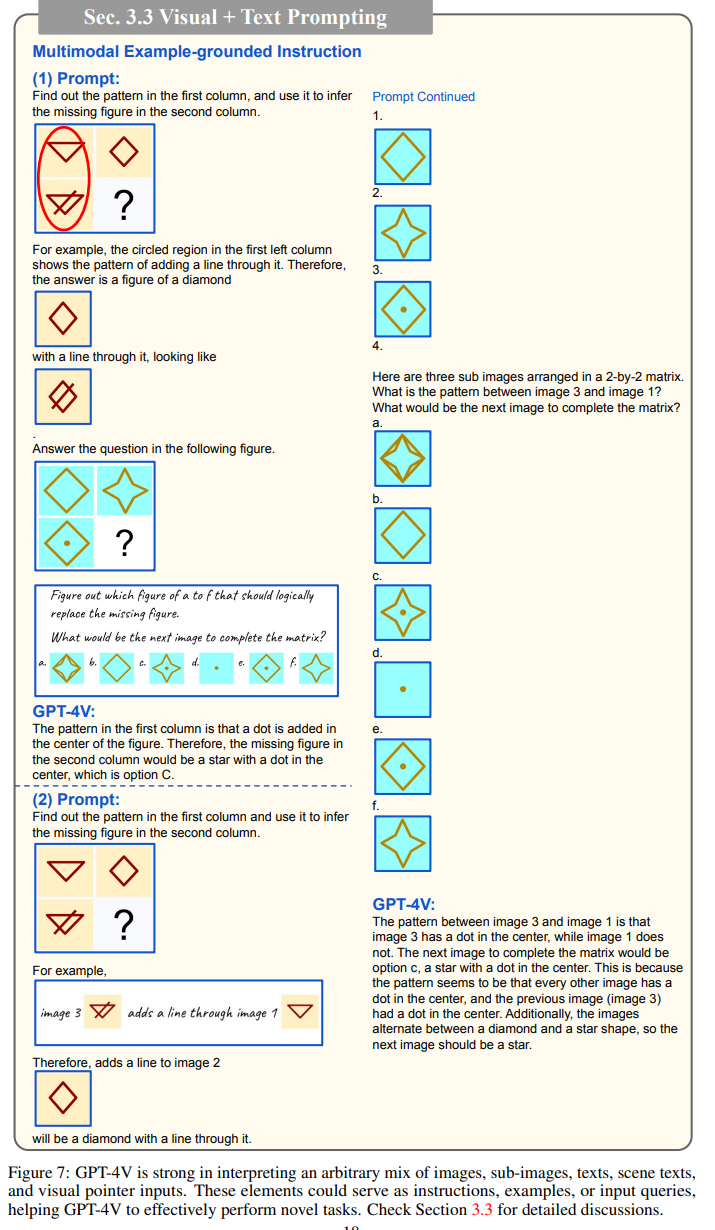 Sec. 3.3 Visual + Text Prompting
Multimodal Example-grounded Instruction
(1) Prompt:
Find out the pattern in the first column, and use it to infer
the missing figure in the second column.
?
For example, the circled region in the first left column
shows the pattern of adding a line through it. Therefore,
the answer is a figure of a diamond
with a line through it, looking like
.
Answer the question in the following figure.
?
Figure out which figure of a to f that should logically
replace the missing figure.
What would be the next image to complete the matrix?
a. b. c. d. e. f.
GPT-4V:
The pattern in the first column is that a dot is added in
the center of the figure. Therefore, the missing figure in
the second column would be a star with a dot in the
center, which is option C.
(2) Prompt:
Find out the pattern in the first column and use it to infer
the missing figure in the second column.
?
For example,
image 3 adds a line through image 1
Therefore, adds a line to image 2
will be a diamond with a line through it.
Prompt Continued
1.
2.
3.
4.
Here are three sub images arranged in a 2-by-2 matrix.
What is the pattern between image 3 and image 1?
What would be the next image to complete the matrix?
a.
b.
c.
d.
e.
f.
GPT-4V:
The pattern between image 3 and image 1 is that
image 3 has a dot in the center, while image 1 does
not. The next image to complete the matrix would be
option c, a star with a dot in the center. This is because
the pattern seems to be that every other image has a
dot in the center, and the previous image (image 3)
had a dot in the center. Additionally, the images
alternate between a diamond and a star shape, so the
next image should be a star.
Figure 7: GPT-4V is strong in interpreting an arbitrary mix of images, sub-images, texts, scene texts,
and visual pointer inputs. These elements could serve as instructions, examples, or input queries,
helping GPT-4V to effectively perform novel tasks. Check Section 3.3 for detailed discussions.